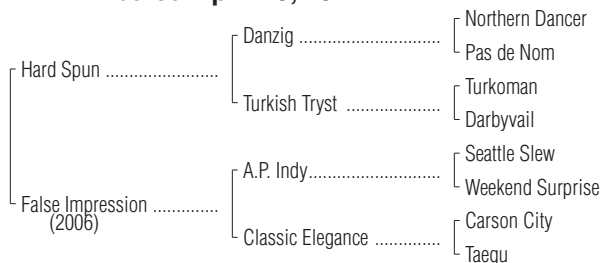 Northern Dancer
Danzig ................................
Pas de Nom
Hard Spun .........................
Turkoman
Turkish Tryst .....................
Darbyvail
Seattle Slew
A.P. Indy..............................
Weekend Surprise
False Impression ..............
(2006)
Carson City
Classic Elegance ..............
Taegu